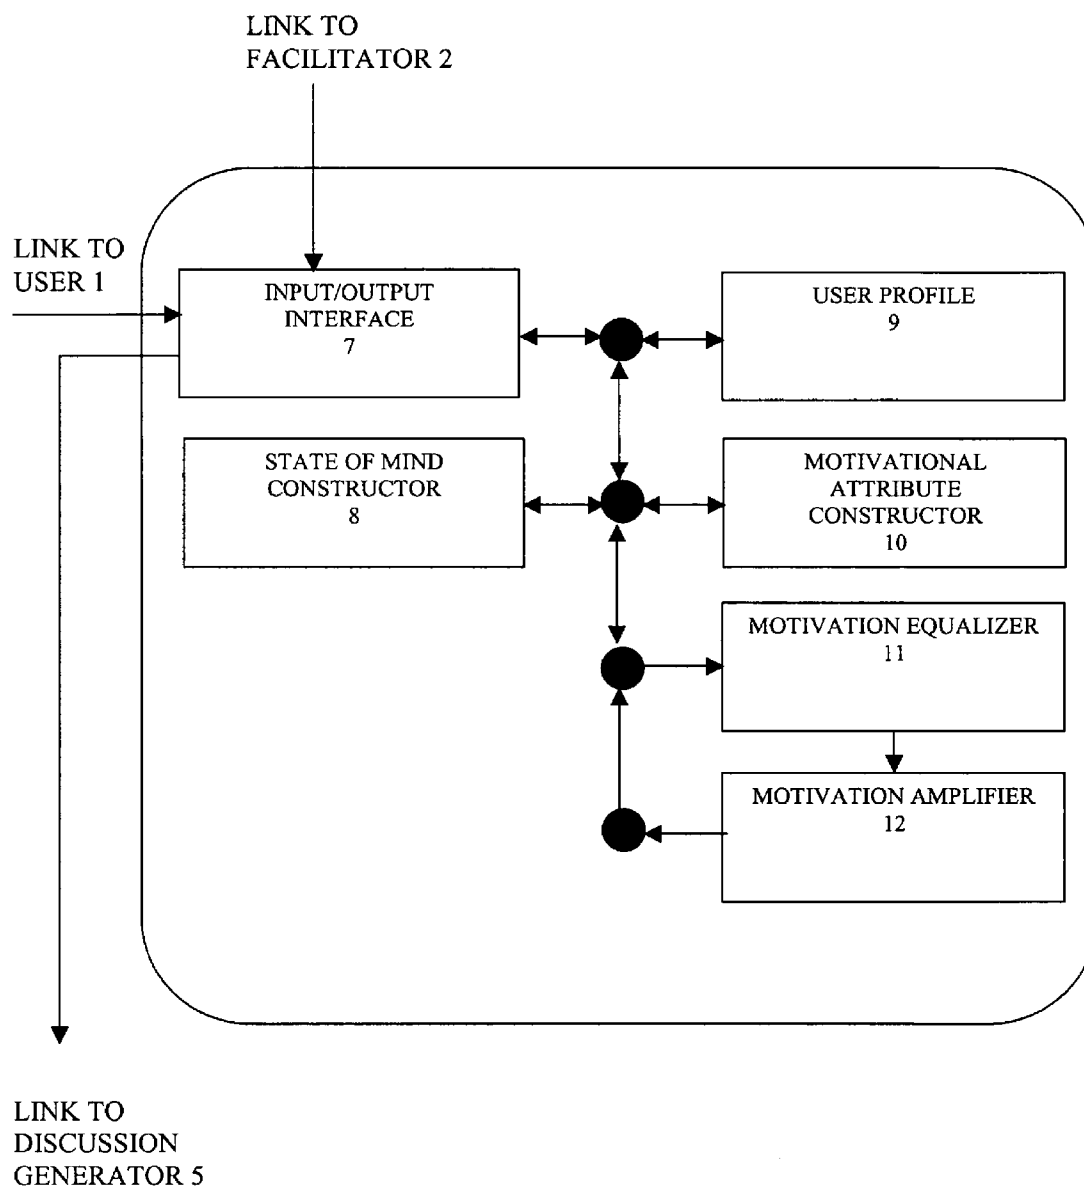 LINK TO
FACILITATOR 2
LINK TO
USER 1
INPUT/OUTPUT
INTERFACE
7
USER PROFILE
9
STATE OF MIND
CONSTRUCTOR
8
MOTIVATIONAL
ATTRIBUTE
CONSTRUCTOR
10
MOTIVATION EQUALIZER
11
MOTIVATION AMPLIFIER
12
LINK TO
DISCUSSION
GENERATOR 5